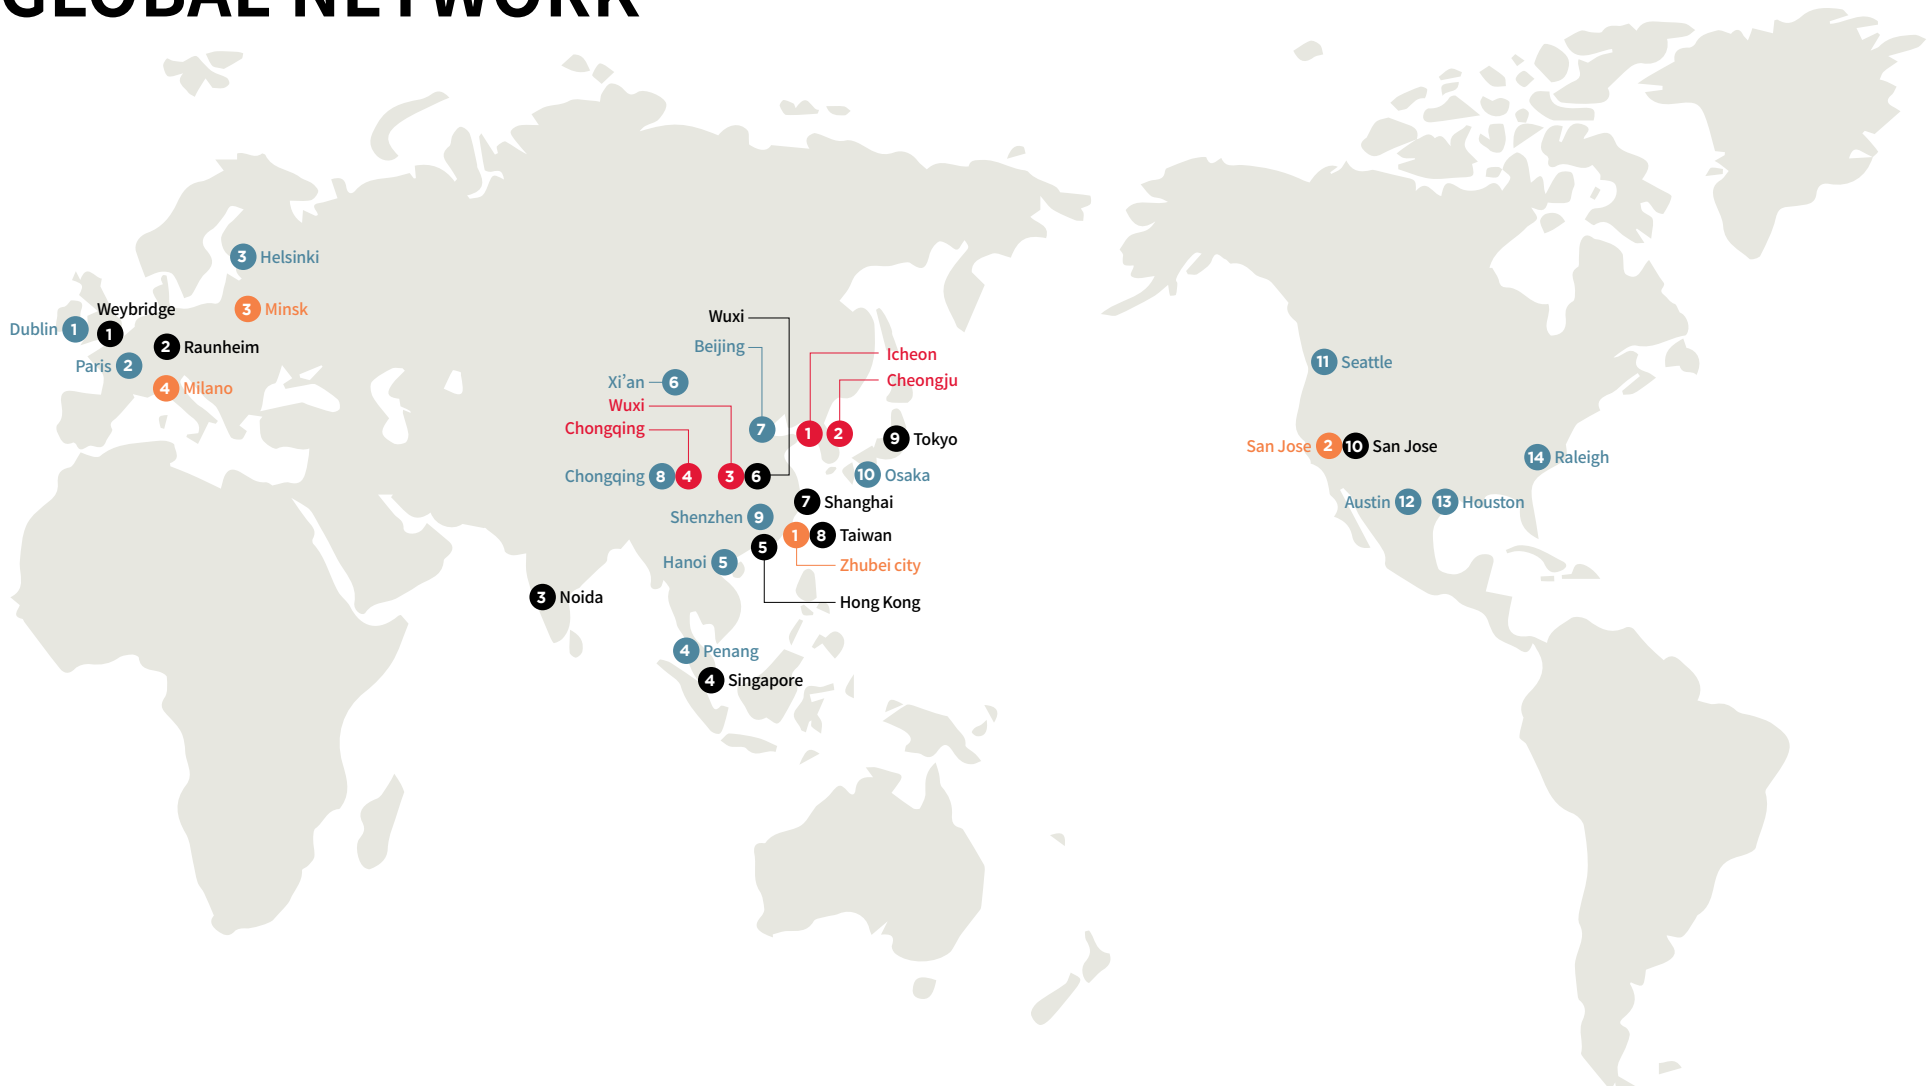 GLOBAL NETWORK
3 Helsinki
Weybridge
1
3 Minsk
Dublin 1
2 Raunheim
Paris 2
4 Milano
Wuxi
Beijing
Icheon
Cheongju
Xi’an 6
Wuxi
Chongqing
7
1
2
9 Tokyo
Chongqing 8
4
3
6
10 Osaka
7 Shanghai
Shenzhen 9
1
8 Taiwan
5
Hanoi 5
Zhubei city
3 Noida
Hong Kong
4 Penang
4 Singapore
11 Seattle
San Jose 2
10 San Jose
14 Raleigh
Austin 12
13 Houston